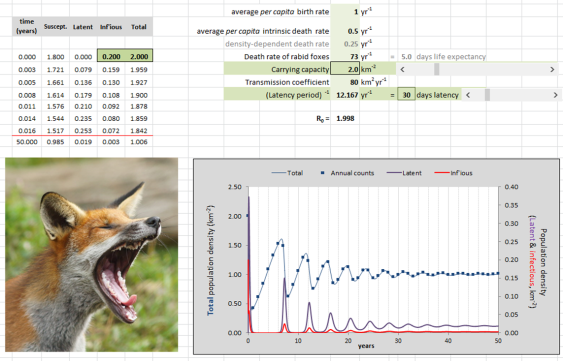 average per capita birth rate 1 yr-1
average per capita intrinsic death rate 0.5 yr-1
density-dependent death rate 0.25 yr-1
Death rate of rabid foxes 73 yr-1 = 5.0 days life expectancy
Carrying capacity 2.0 km-2
Transmission coefficient 80 km2 yr-1
(Latency period) -1 12.167 yr-1 = 30 days latency
R0 = 1.998
time (years) Suscept. Latent Inf'ious Total
0.000 1.800 0.000 0.200 2.000
0.003 1.721 0.079 0.159 1.959
0.005 1.661 0.136 0.130 1.927
0.008 1.614 0.179 0.108 1.900
0.011 1.576 0.210 0.092 1.878
0.014 1.544 0.235 0.080 1.859
0.016 1.517 0.253 0.072 1.842
50.000 0.985 0.019 0.003 1.006
Total Annual counts Latent Inf'ious
Total population density (km-2)
2.50
2.00
1.50
1.00
0.50
0.00
0 10 20 30 40 50
years
0.40
0.35
0.30
0.25
0.20
0.15
0.10
0.05
0.00
Population density
(Latent & Infectious, km-2)